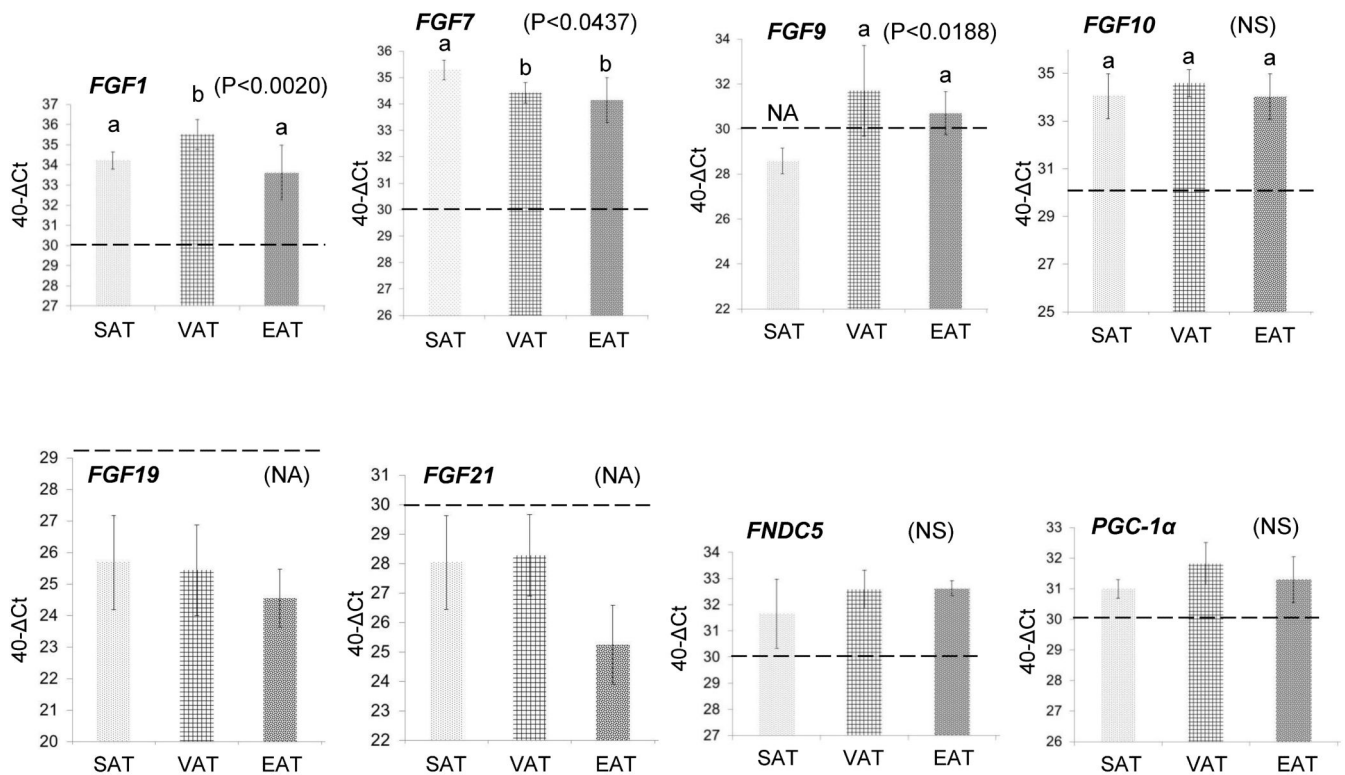 FGF1 (P<0.0020)
40-ΔCt
37
36
35
34
33
32
31
30
29
28
27
a
b
a
SAT VAT EAT
FGF7 (P<0.0437)
40-ΔCt
36
35
34
33
32
31
30
29
28
27
26
a
b
b
SAT VAT EAT
FGF9 (P<0.0188)
40-ΔCt
34
32
30
28
26
24
22
NA
a
a
SAT VAT EAT
FGF10 (NS)
40-ΔCt
35
33
31
29
27
25
a
a
a
SAT VAT EAT
FGF19 (NA)
40-ΔCt
29
28
27
26
25
24
23
22
21
20
SAT VAT EAT
FGF21 (NA)
40-ΔCt
31
30
29
28
27
26
25
24
23
22
SAT VAT EAT
FNDC5 (NS)
40-ΔCt
34
33
32
31
30
29
28
27
SAT VAT EAT
PGC-1α (NS)
40-ΔCt
33
32
31
30
29
28
27
26
SAT VAT EAT